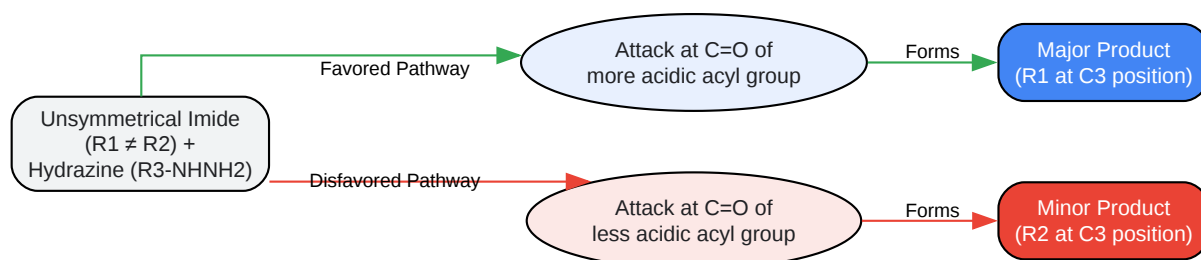 Unsymmetrical Imide
(R1 ≠ R2) +
Hydrazine (R3-NHNH2)
Favored Pathway
Attack at C=O of
more acidic acyl group
Forms
Major Product
(R1 at C3 position)
Disfavored Pathway
Attack at C=O of
less acidic acyl group
Forms
Minor Product
(R2 at C3 position)